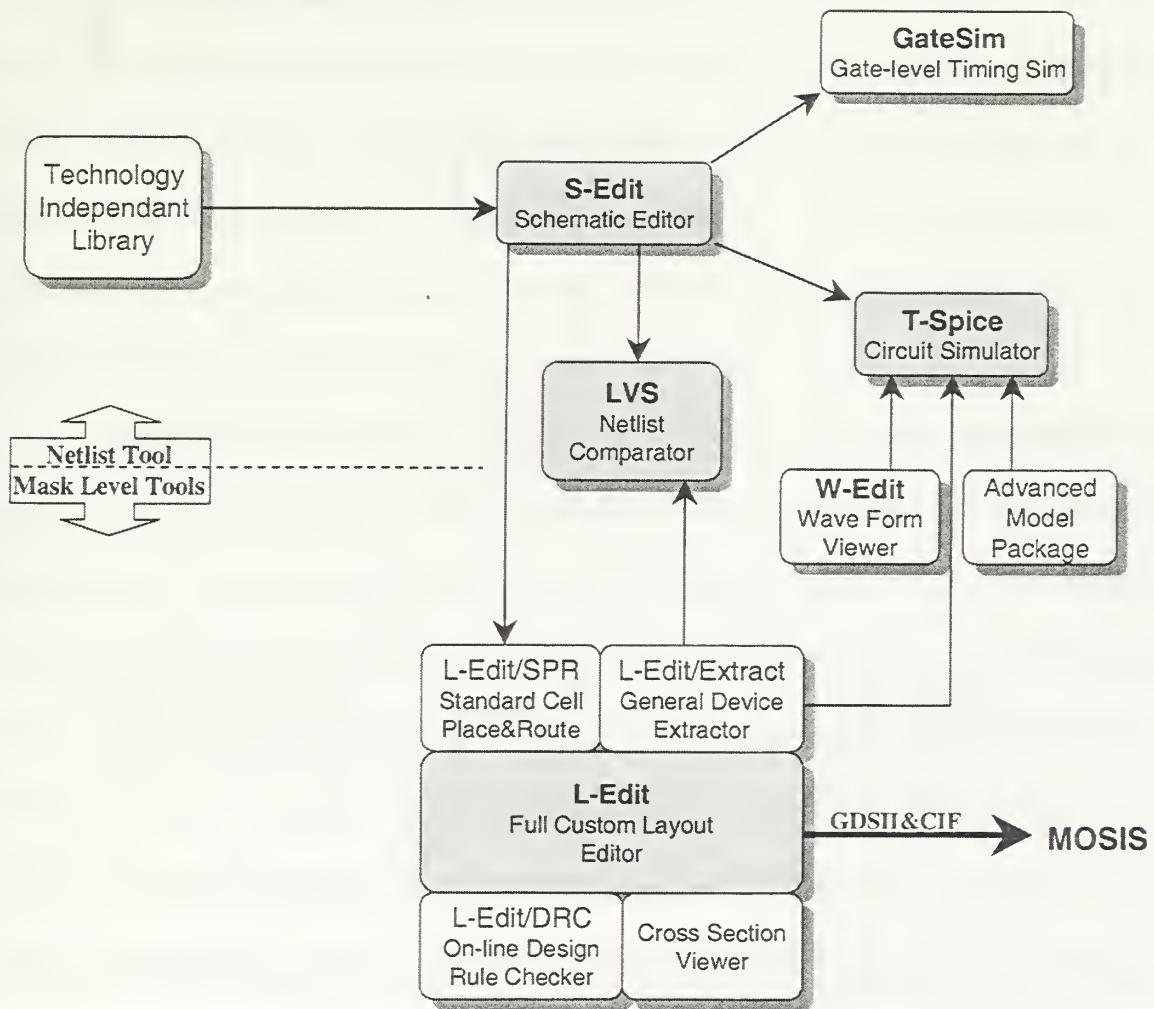 GateSim
Gate-level Timing Sim
Technology
Independant
Library
S-Edit
Schematic Editor
T-Spice
Circuit Simulator
LVS
Netlist
Comparator
Netlist Tool
Mask Level Tools
W-Edit
Wave Form
Viewer
Advanced
Model
Package
L-Edit/SPR
Standard Cell
Place&Route
L-Edit/Extract
General Device
Extractor
L-Edit
Full Custom Layout
Editor
GDSII&CIF
MOSIS
L-Edit/DRC
On-line Design
Rule Checker
Cross Section
Viewer